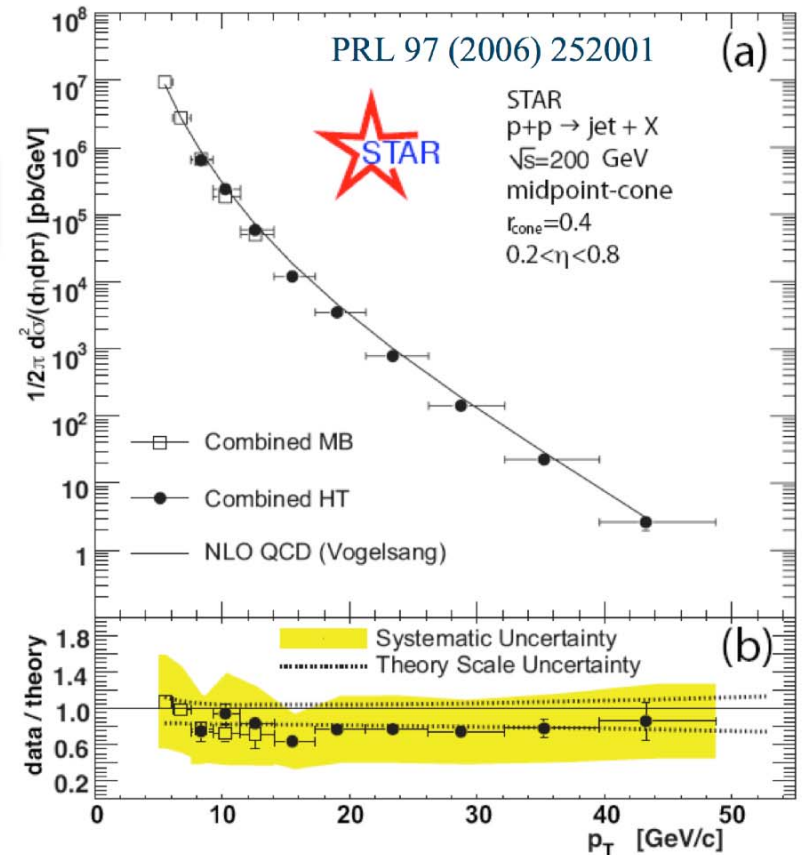 PRL 97 (2006) 252001
(a)
STAR
STAR
p+p → jet + X
√s=200 GeV
midpoint-cone
r_cone=0.4
0.2<η<0.8
1/2π d²σ/(dηdp_T) [pb/GeV]
10⁸
10⁷
10⁶
10⁵
10⁴
10³
10²
10
1
Combined MB
Combined HT
NLO QCD (Vogelsang)
(b)
Systematic Uncertainty
Theory Scale Uncertainty
data / theory
1.8
1.4
1.0
0.6
0.2
0 10 20 30 40 50
p_T [GeV/c]